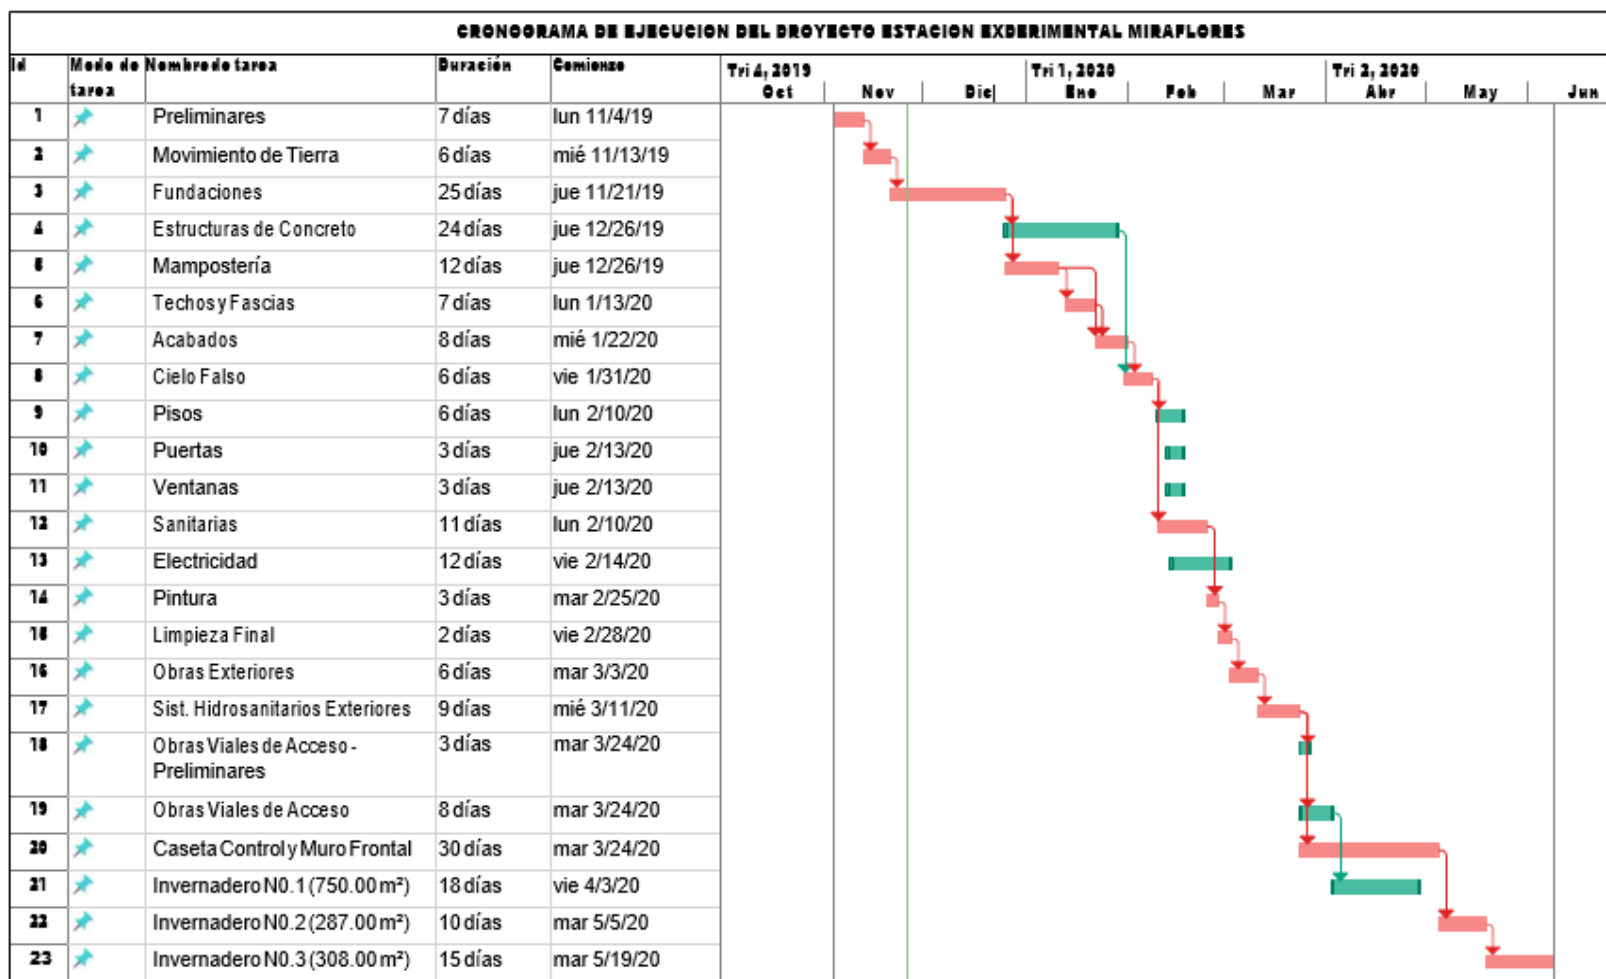 CRONOGRAMA DE EJECUCION DEL PROYECTO ESTACION EXPERIMENTAL MIRAFLORES
Id Modo de Nombre de tarea Duración Comienzo
tarea
Tri 4, 2019 Tri 1, 2020 Tri 2, 2020
Oct Nov Dic Ene Feb Mar Abr May Jun
1 Preliminares 7 días lun 11/4/19
2 Movimiento de Tierra 6 días mié 11/13/19
3 Fundaciones 25 días jue 11/21/19
4 Estructuras de Concreto 24 días jue 12/26/19
5 Mampostería 12 días jue 12/26/19
6 Techos y Fascias 7 días lun 1/13/20
7 Acabados 8 días mié 1/22/20
8 Cielo Falso 6 días vie 1/31/20
9 Pisos 6 días lun 2/10/20
10 Puertas 3 días jue 2/13/20
11 Ventanas 3 días jue 2/13/20
12 Sanitarias 11 días lun 2/10/20
13 Electricidad 12 días vie 2/14/20
14 Pintura 3 días mar 2/25/20
15 Limpieza Final 2 días vie 2/28/20
16 Obras Exteriores 6 días mar 3/3/20
17 Sist. Hidrosanitarios Exteriores 9 días mié 3/11/20
18 Obras Viales de Acceso - 3 días mar 3/24/20
Preliminares
19 Obras Viales de Acceso 8 días mar 3/24/20
20 Caseta Control y Muro Frontal 30 días mar 3/24/20
21 Invernadero N0.1 (750.00 m²) 18 días vie 4/3/20
22 Invernadero N0.2 (287.00 m²) 10 días mar 5/5/20
23 Invernadero N0.3 (308.00 m²) 15 días mar 5/19/20